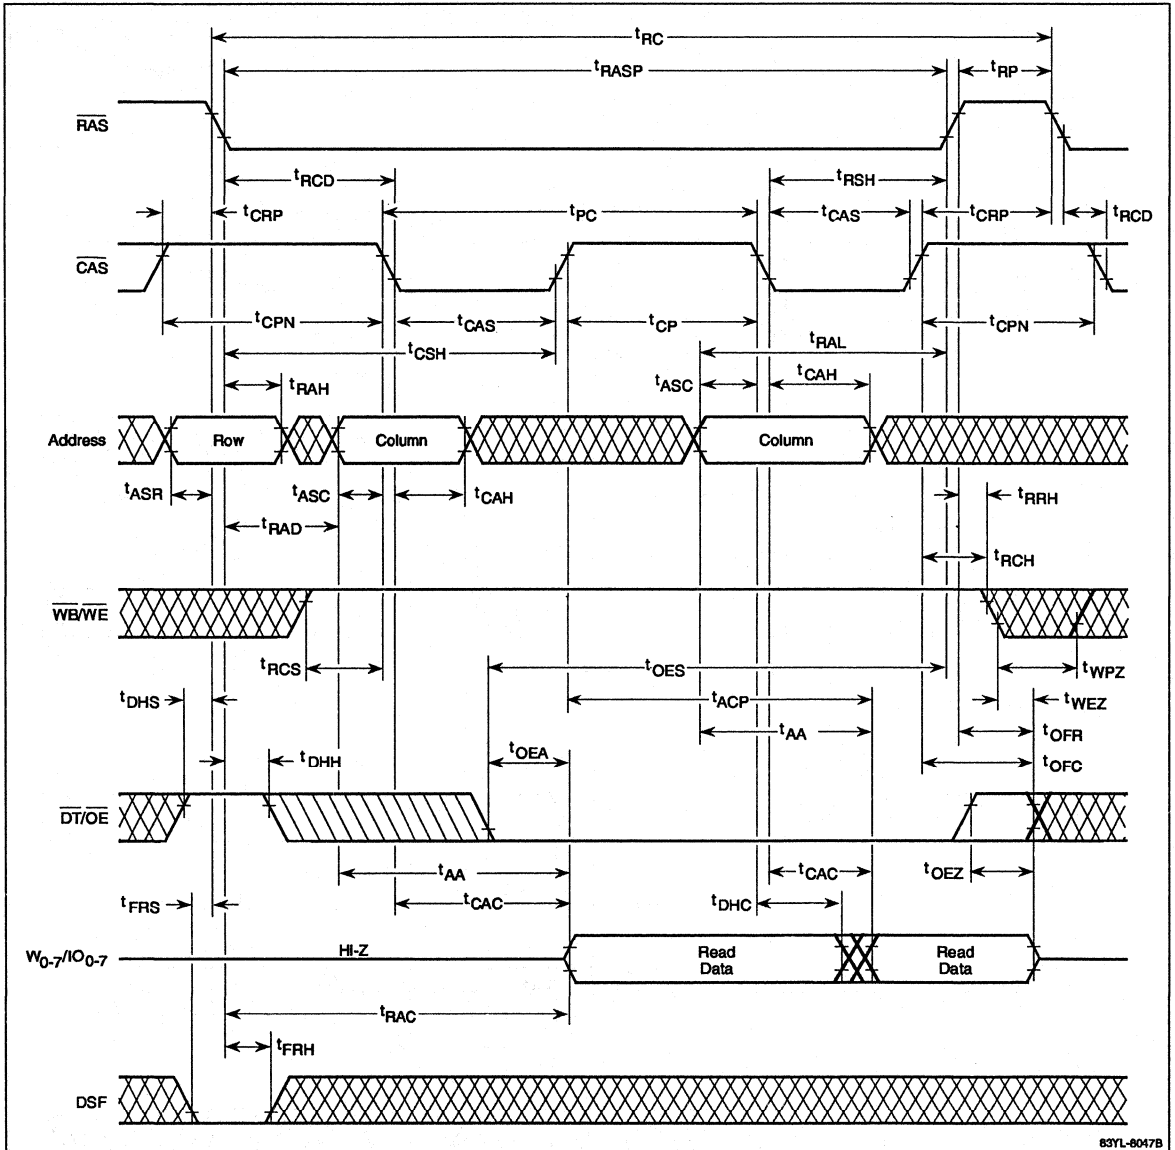 tRC
tRASP
tRP
RAS
tRCD
tRSH
tCRP
tPC
tCAS
tCRP
tRCD
CAS
tCPN
tCAS
tCP
tCPN
tCSH
tRAL
tRAH
tASC
tCAH
Address
Row
Column
Column
tASR
tASC
tCAH
tRRH
tRAD
tRCH
WB/WE
tRCS
tOES
tWPZ
tDHS
tACP
tWEZ
tAA
tOFR
tDHH
tOEA
tOFC
DT/OE
tAA
tCAC
tOEZ
tFRS
tCAC
tDHC
W0-7/IO0-7
HI-Z
Read
Data
Read
Data
tRAC
tFRH
DSF
83YL-8047B